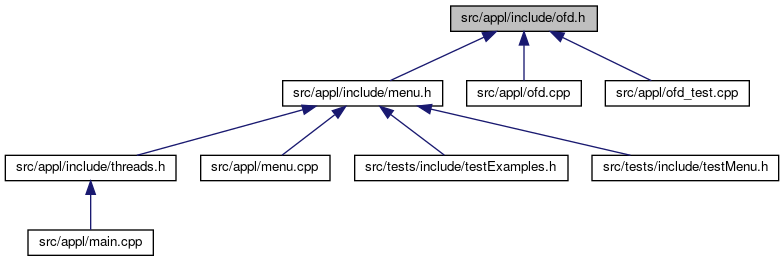 src/appl/include/ofd.h
src/appl/include/menu.h
src/appl/ofd.cpp
src/appl/ofd_test.cpp
src/appl/include/threads.h
src/appl/menu.cpp
src/tests/include/testExamples.h
src/tests/include/testMenu.h
src/appl/main.cpp